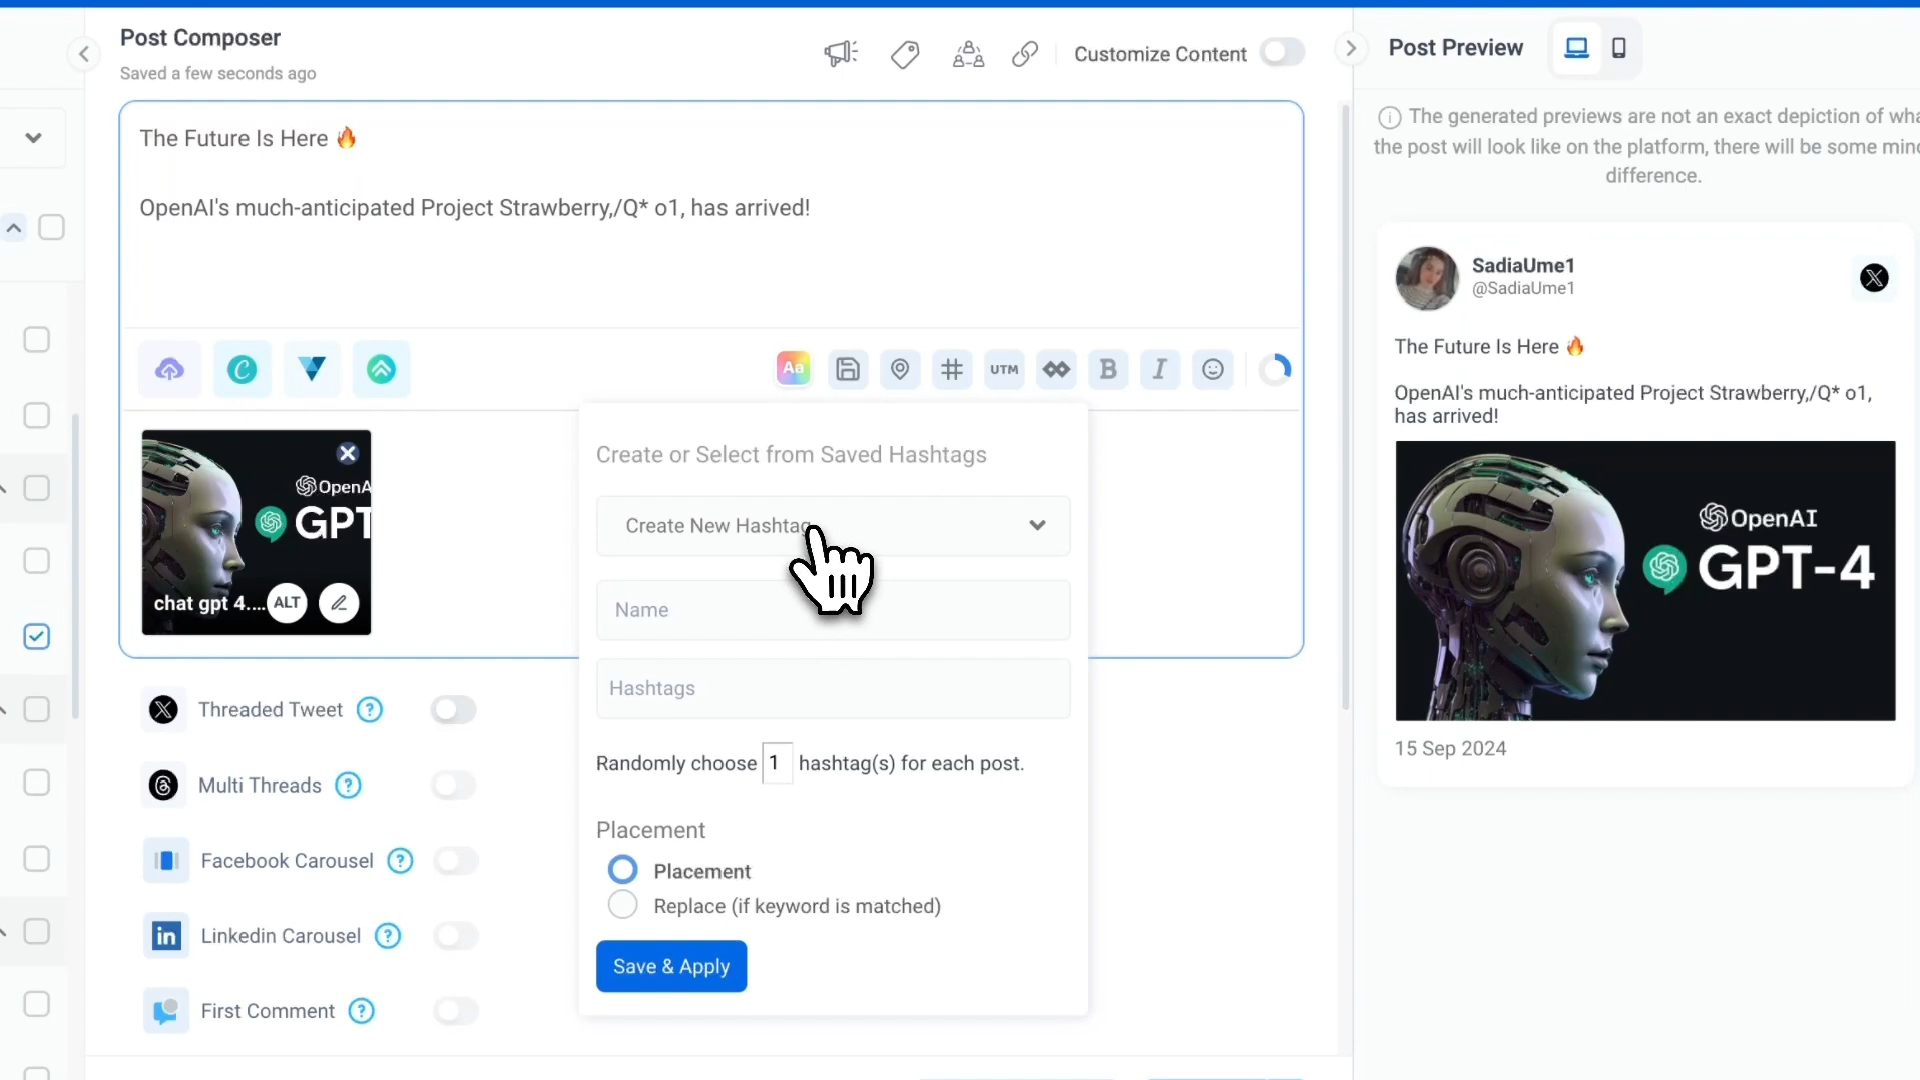 Post Composer
Saved a few seconds ago
Customize Content
The Future Is Here 🔥
OpenAI's much-anticipated Project Strawberry,/Q* o1, has arrived!
Aa
UTM
B
I
OpenA
GPT
chat gpt 4....
ALT
Create or Select from Saved Hashtags
Create New Hashtag
Name
Hashtags
Randomly choose 1 hashtag(s) for each post.
Placement
Placement
Replace (if keyword is matched)
Save & Apply
Threaded Tweet ?
Multi Threads ?
Facebook Carousel ?
in Linkedin Carousel ?
First Comment ?
Post Preview
The generated previews are not an exact depiction of wha
the post will look like on the platform, there will be some mino
difference.
SadiaUme1
@SadiaUme1
The Future Is Here 🔥
OpenAI's much-anticipated Project Strawberry,/Q* o1,
has arrived!
OpenAI
GPT-4
15 Sep 2024